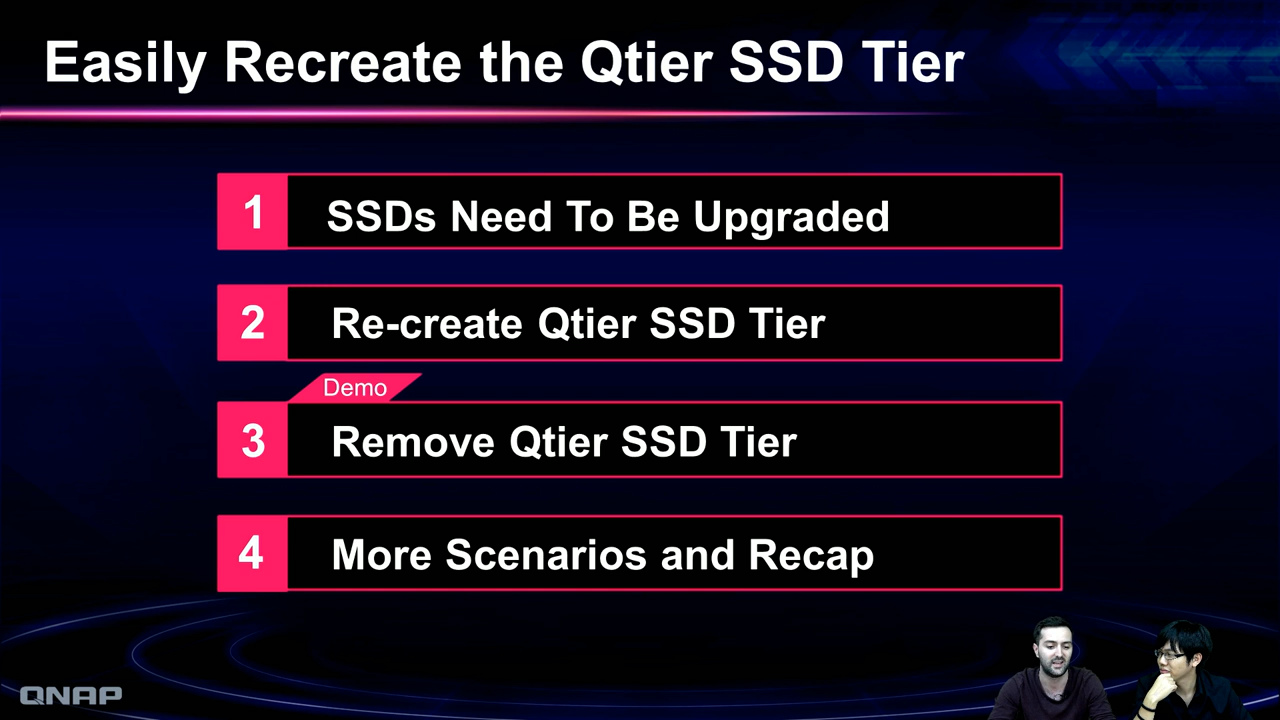 Easily Recreate the Qtier SSD Tier
1 SSDs Need To Be Upgraded
2 Re-create Qtier SSD Tier
Demo
3 Remove Qtier SSD Tier
4 More Scenarios and Recap
QNAP